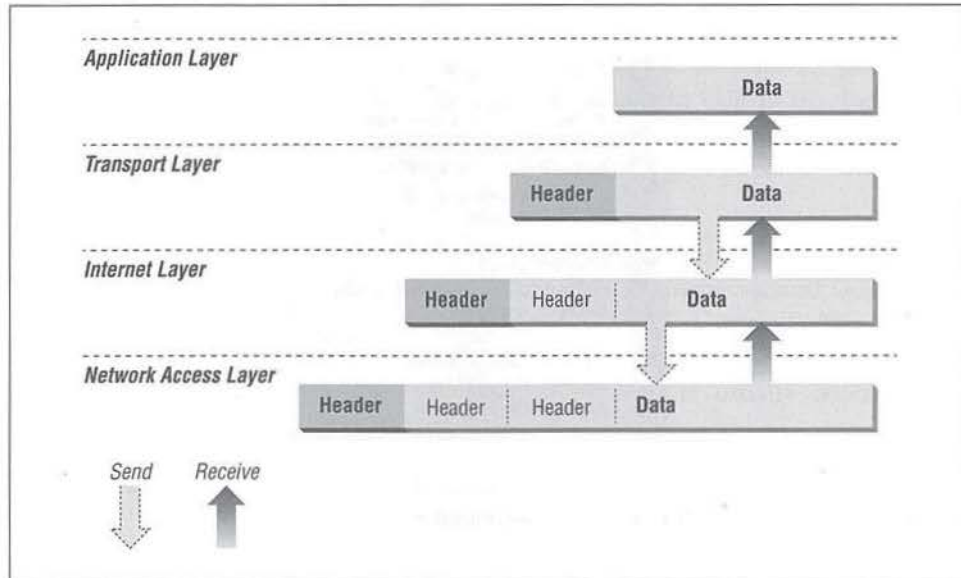 Application Layer
Data
Transport Layer
Header Data
Internet Layer
Header Header Data
Network Access Layer
Header Header Header Data
Send Receive